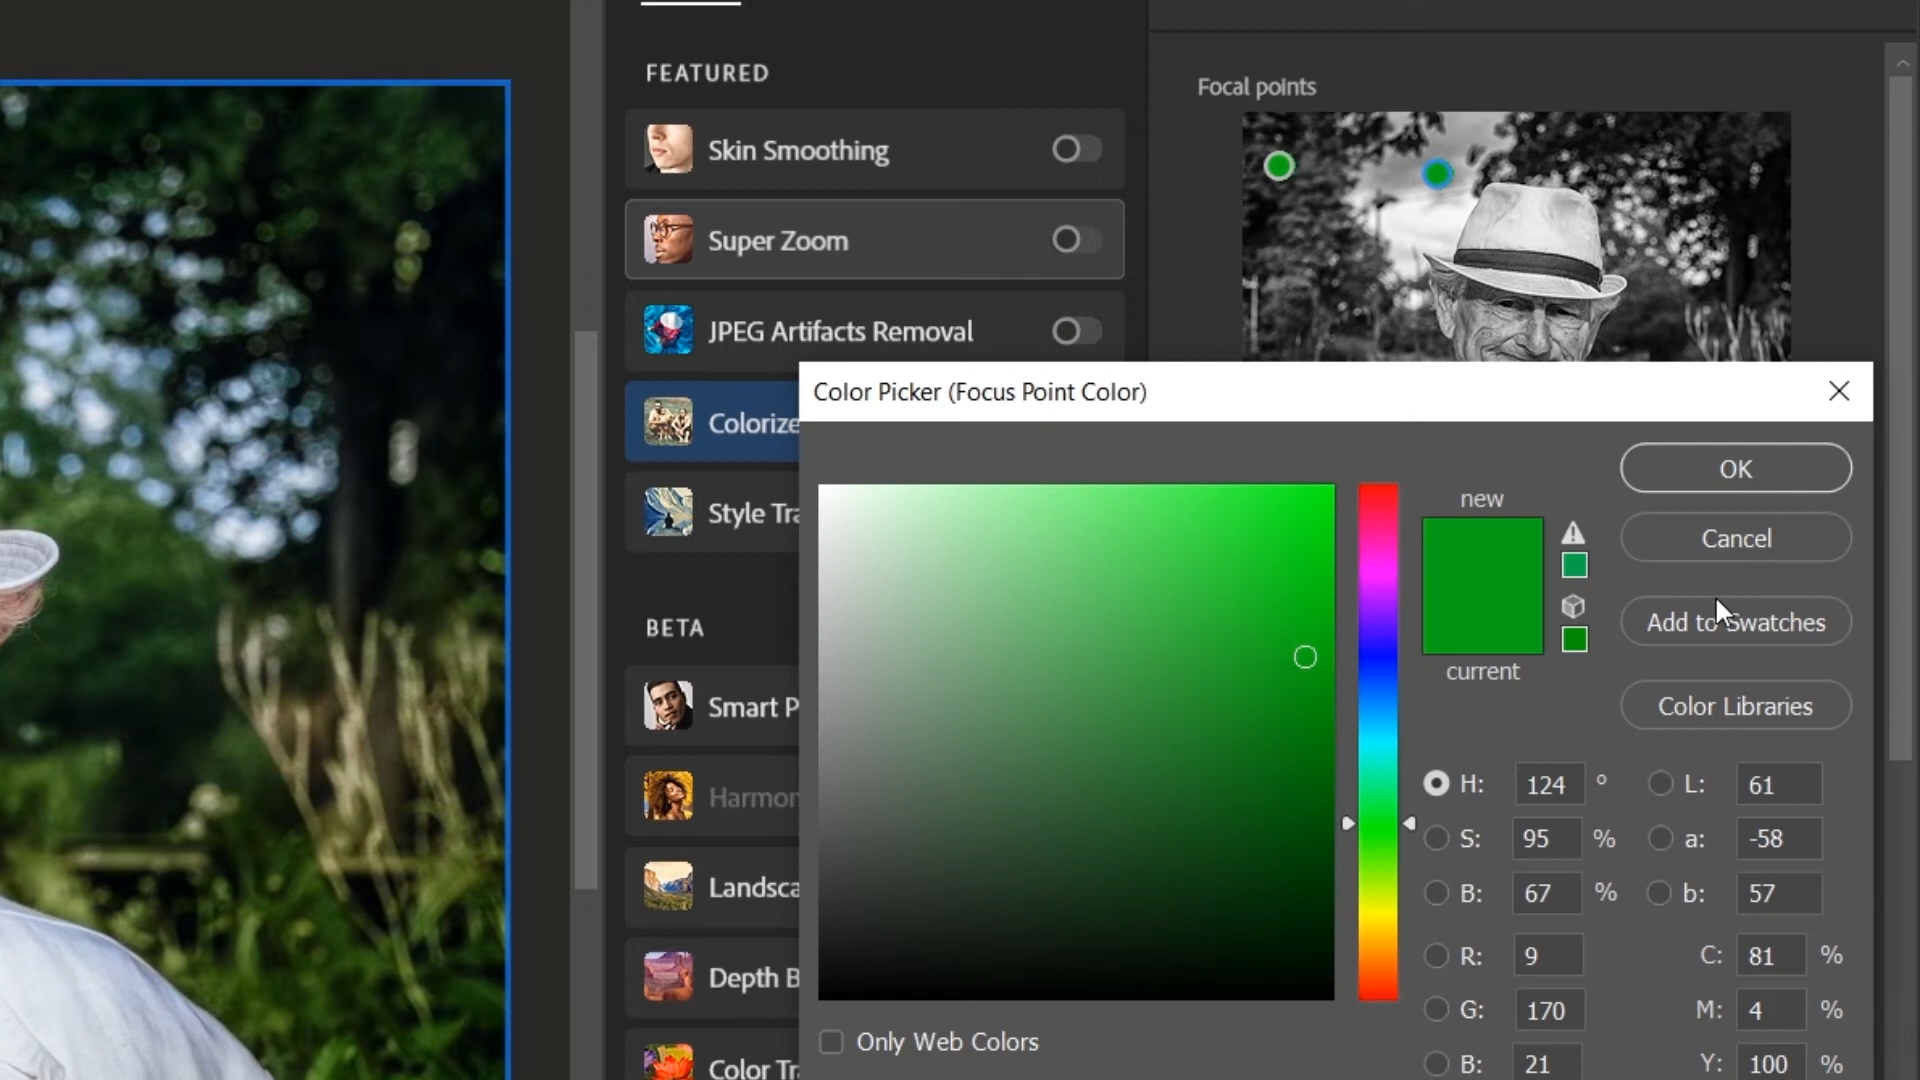 FEATURED
Skin Smoothing
Super Zoom
JPEG Artifacts Removal
Colorize
Style Tra
BETA
Smart P
Harmon
Landsca
Depth B
Color Tra
Focal points
Color Picker (Focus Point Color)
new
current
OK
Cancel
Add to Swatches
Color Libraries
H: 124 ° L: 61
S: 95 % a: -58
B: 67 % b: 57
R: 9 C: 81 %
G: 170 M: 4 %
B: 21 Y: 100 %
Only Web Colors